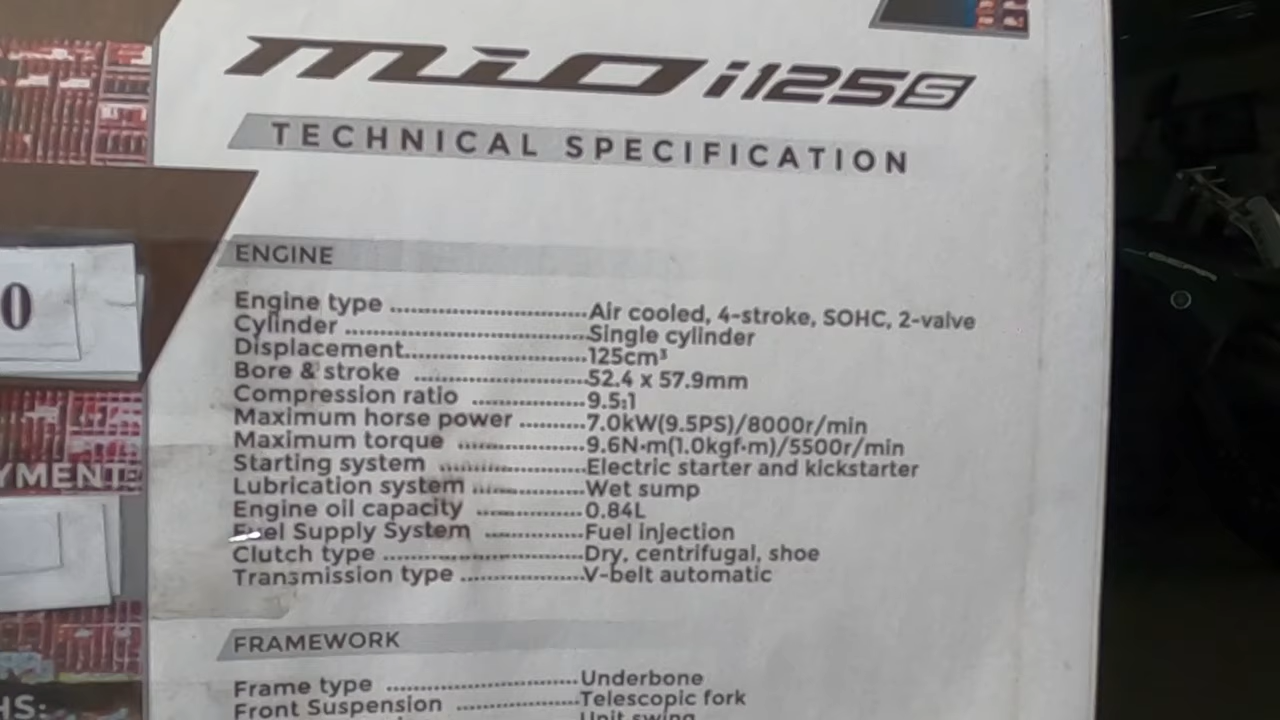 mio i125s
TECHNICAL SPECIFICATION
ENGINE
Engine type ........................Air cooled, 4-stroke, SOHC, 2-valve
Cylinder ........................Single cylinder
Displacement........................125cm³
Bore & stroke ........................52.4 x 57.9mm
Compression ratio ........................9.5:1
Maximum horse power ........................7.0kW(9.5PS)/8000r/min
Maximum torque ........................9.6N·m(1.0kgf·m)/5500r/min
Starting system ........................Electric starter and kickstarter
Lubrication system ........................Wet sump
Engine oil capacity ........................0.84L
Fuel Supply System ........................Fuel injection
Clutch type ........................Dry, centrifugal, shoe
Transmission type ........................V-belt automatic
FRAMEWORK
Frame type ........................Underbone
Front Suspension ........................Telescopic fork
Unit swing
0
YMENT:
HS: